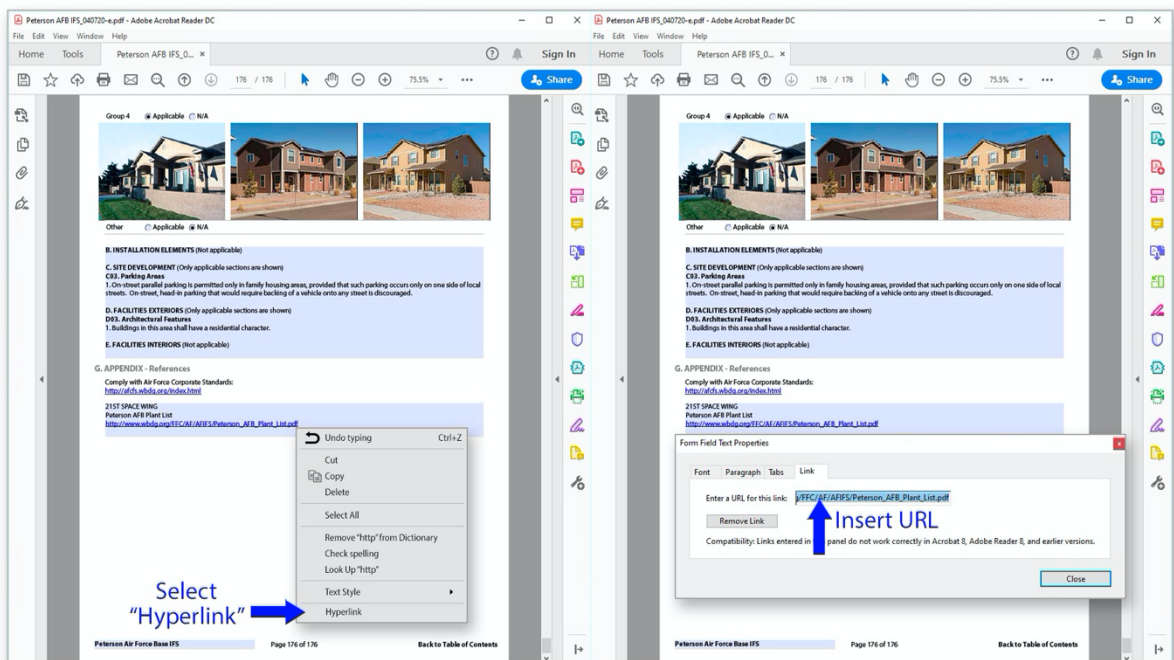 Peterson AFB IFS_040720-e.pdf - Adobe Acrobat Reader DC
File Edit View Window Help
Home Tools Peterson AFB IFS_0... × Sign In
176 / 176 75.5% Share
Group 4 Applicable N/A
Other Applicable N/A
B. INSTALLATION ELEMENTS (Not applicable)
C. SITE DEVELOPMENT (Only applicable sections are shown)
C03. Parking Areas
1. On-street parallel parking is permitted only in family housing areas, provided that such parking occurs only on one side of local
streets. On-street, head-in parking that would require backing of a vehicle onto any street is discouraged.
D. FACILITIES EXTERIORS (Only applicable sections are shown)
D03. Architectural Features
1. Buildings in this area shall have a residential character.
E. FACILITIES INTERIORS (Not applicable)
G. APPENDIX - References
Comply with Air Force Corporate Standards:
http://afcfs.wbdg.org/index.html
21ST SPACE WING
Peterson AFB Plant List
http://www.wbdg.org/FFC/AF/AFIFS/Peterson_AFB_Plant_List.pdf
Undo typing Ctrl+Z
Cut
Copy
Delete
Select All
Remove "http" from Dictionary
Check spelling
Look Up "http"
Text Style
Hyperlink
Select
"Hyperlink"
Peterson Air Force Base IFS Page 176 of 176 Back to Table of Contents
Peterson AFB IFS_040720-e.pdf - Adobe Acrobat Reader DC
File Edit View Window Help
Home Tools Peterson AFB IFS_0... × Sign In
176 / 176 75.5% Share
Group 4 Applicable N/A
Other Applicable N/A
B. INSTALLATION ELEMENTS (Not applicable)
C. SITE DEVELOPMENT (Only applicable sections are shown)
C03. Parking Areas
1. On-street parallel parking is permitted only in family housing areas, provided that such parking occurs only on one side of local
streets. On-street, head-in parking that would require backing of a vehicle onto any street is discouraged.
D. FACILITIES EXTERIORS (Only applicable sections are shown)
D03. Architectural Features
1. Buildings in this area shall have a residential character.
E. FACILITIES INTERIORS (Not applicable)
G. APPENDIX - References
Comply with Air Force Corporate Standards:
http://afcfs.wbdg.org/index.html
21ST SPACE WING
Peterson AFB Plant List
http://www.wbdg.org/FFC/AF/AFIFS/Peterson_AFB_Plant_List.pdf
Form Field Text Properties
Font Paragraph Tabs Link
Enter a URL for this link: /FFC/AF/AFIFS/Peterson_AFB_Plant_List.pdf
Remove Link
Insert URL
Compatibility: Links entered in panel do not work correctly in Acrobat 8, Adobe Reader 8, and earlier versions.
Close
Peterson Air Force Base IFS Page 176 of 176 Back to Table of Contents